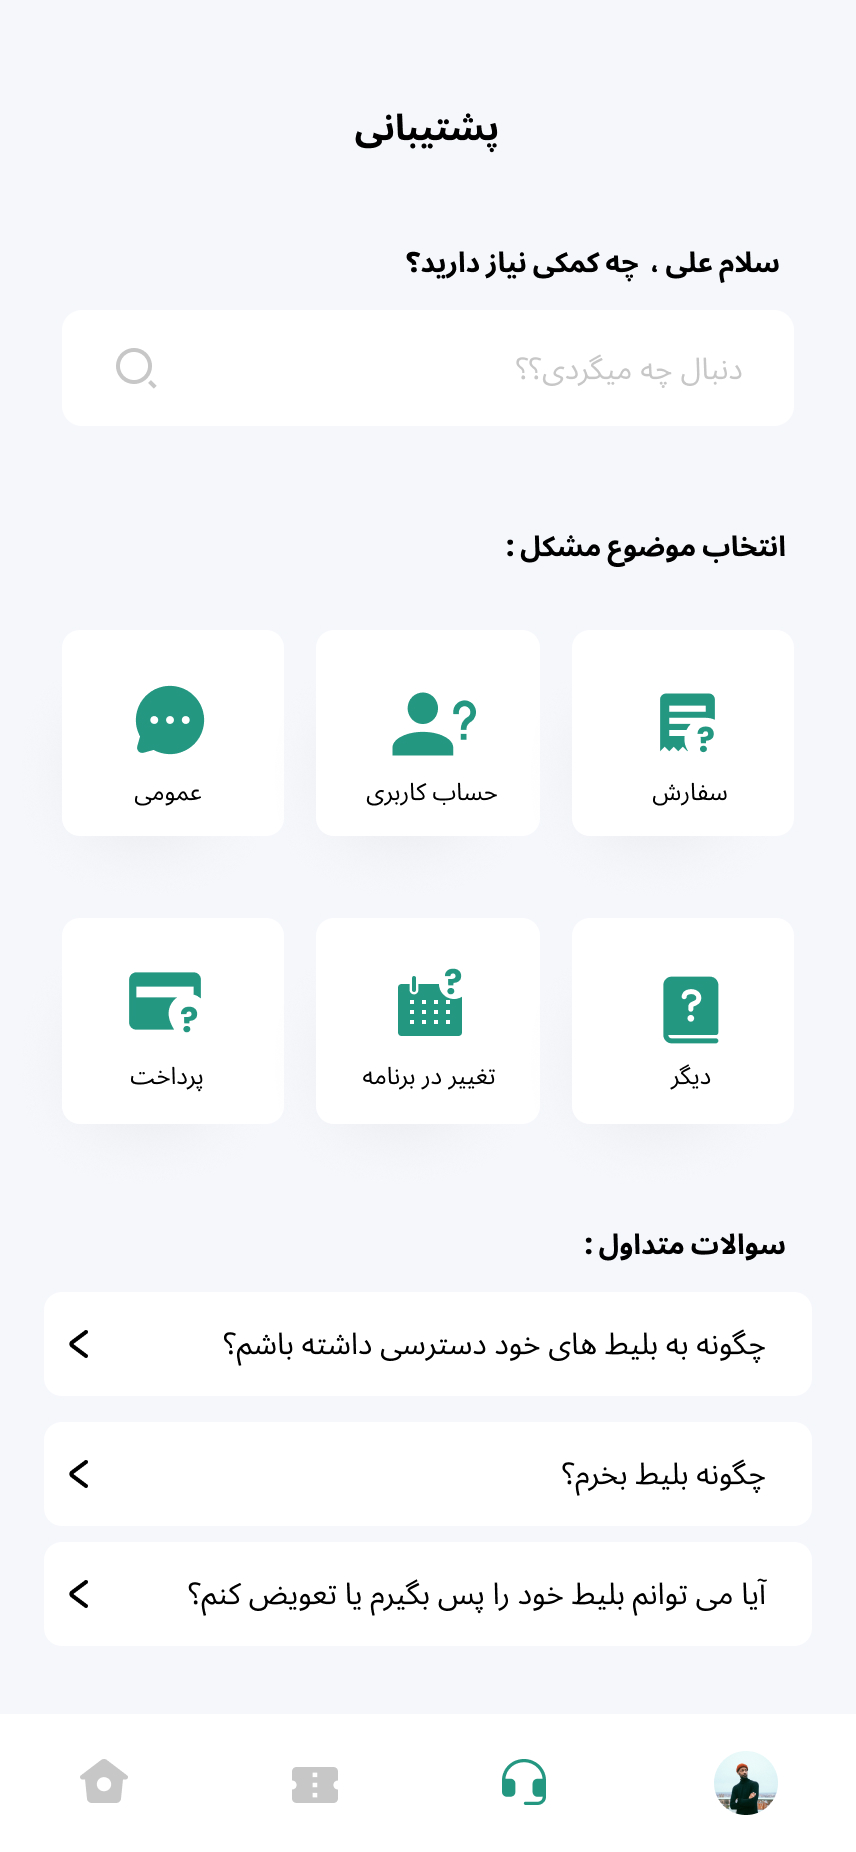 پشتیبانی
سلام علی ، چه کمکی نیاز دارید؟
دنبال چه میگردی؟؟
انتخاب موضوع مشکل :
سفارش
حساب کاربری
عمومی
دیگر
تغییر در برنامه
پرداخت
سوالات متداول :
چگونه به بلیط های خود دسترسی داشته باشم؟
چگونه بلیط بخرم؟
آیا می توانم بلیط خود را پس بگیرم یا تعویض کنم؟